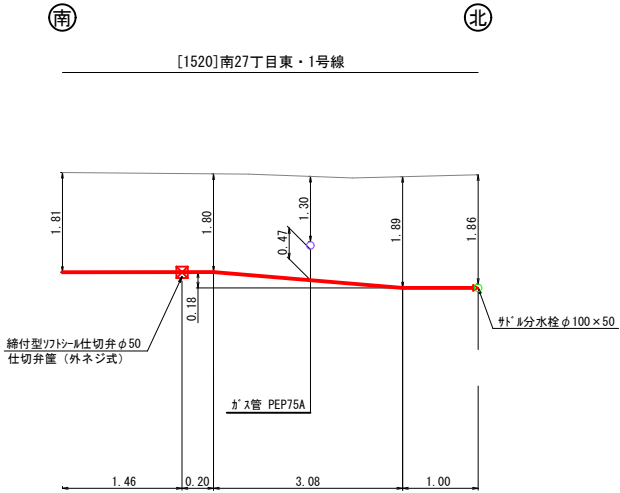 南
北
[1520]南27丁目東・1号線
1.81
1.80
1.30
0.47
1.89
1.86
0.18
締付型ｿﾌﾄｼｰﾙ仕切弁φ50
仕切弁筐（外ネジ式）
ｻﾄﾞﾙ分水栓φ100×50
ｶﾞｽ管 PEP75A
1.46
0.20
3.08
1.00